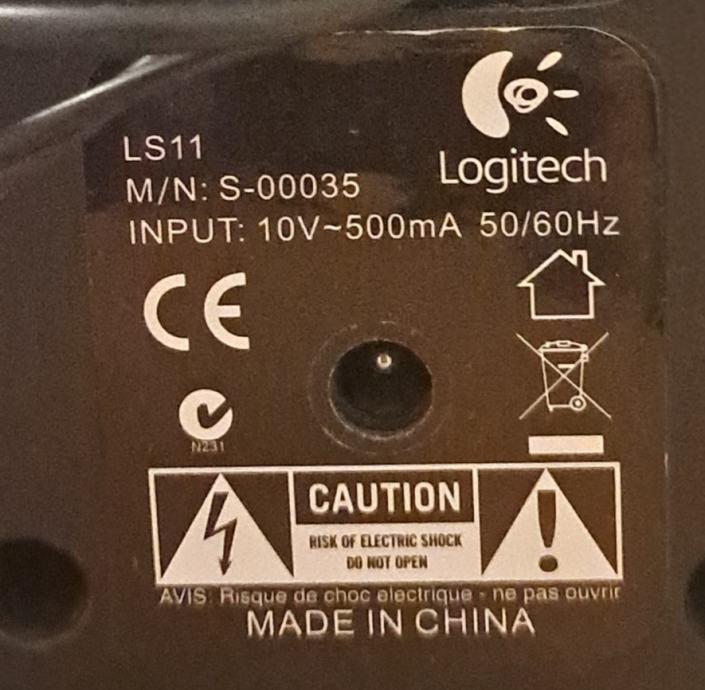 Logitech
LS11
M/N: S-00035
INPUT: 10V~500mA 50/60Hz
CE
N231
CAUTION
RISK OF ELECTRIC SHOCK
DO NOT OPEN
AVIS: Risque de choc electrique - ne pas ouvrir
MADE IN CHINA